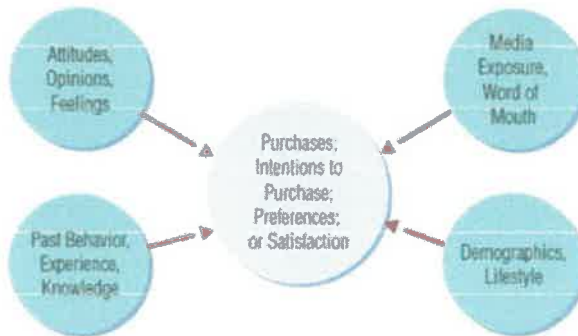 Attitudes,
Opinions,
Feelings
Media
Exposure,
Word of
Mouth
Purchases;
Intentions to
Purchase;
Preferences;
or Satisfaction
Past Behavior,
Experience,
Knowledge
Demographics,
Lifestyle